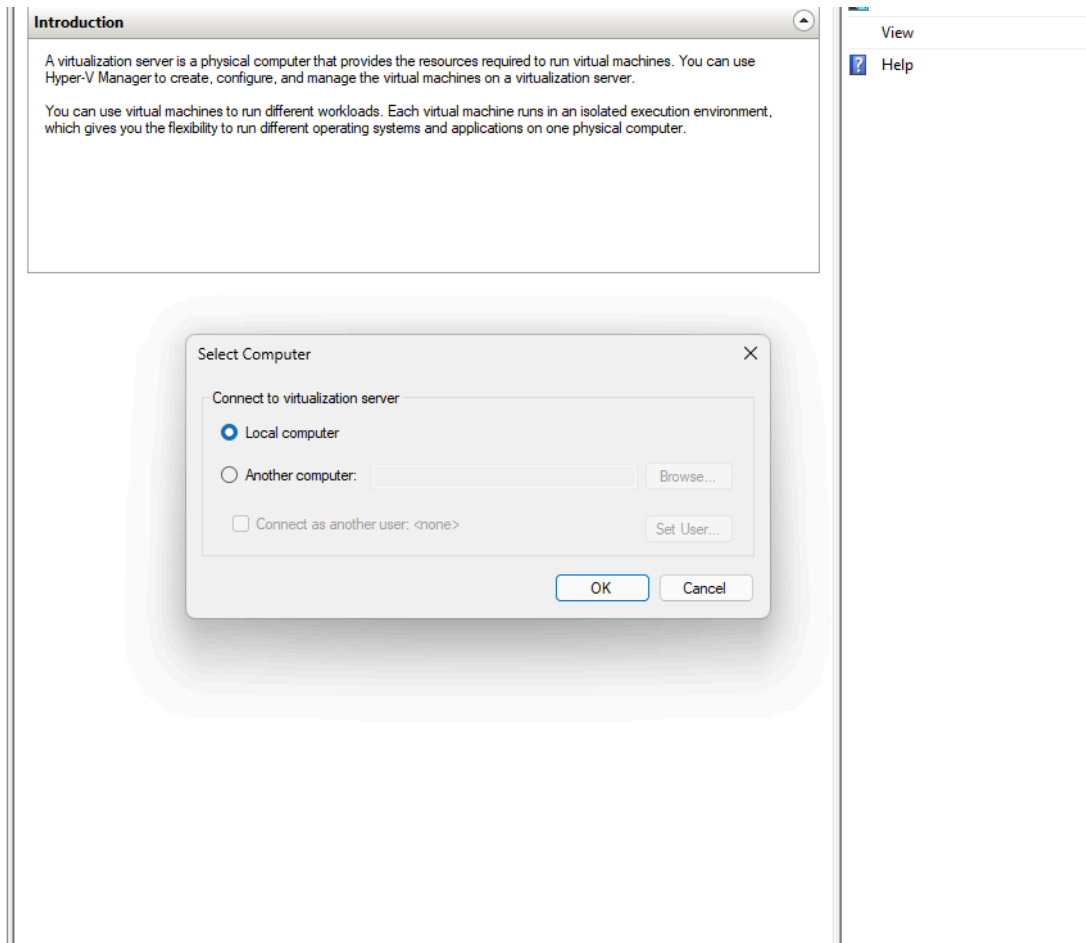 Introduction
A virtualization server is a physical computer that provides the resources required to run virtual machines. You can use
Hyper-V Manager to create, configure, and manage the virtual machines on a virtualization server.
You can use virtual machines to run different workloads. Each virtual machine runs in an isolated execution environment,
which gives you the flexibility to run different operating systems and applications on one physical computer.
View
Help
Select Computer
Connect to virtualization server
Local computer
Another computer:
Browse...
Connect as another user: <none>
Set User...
OK
Cancel